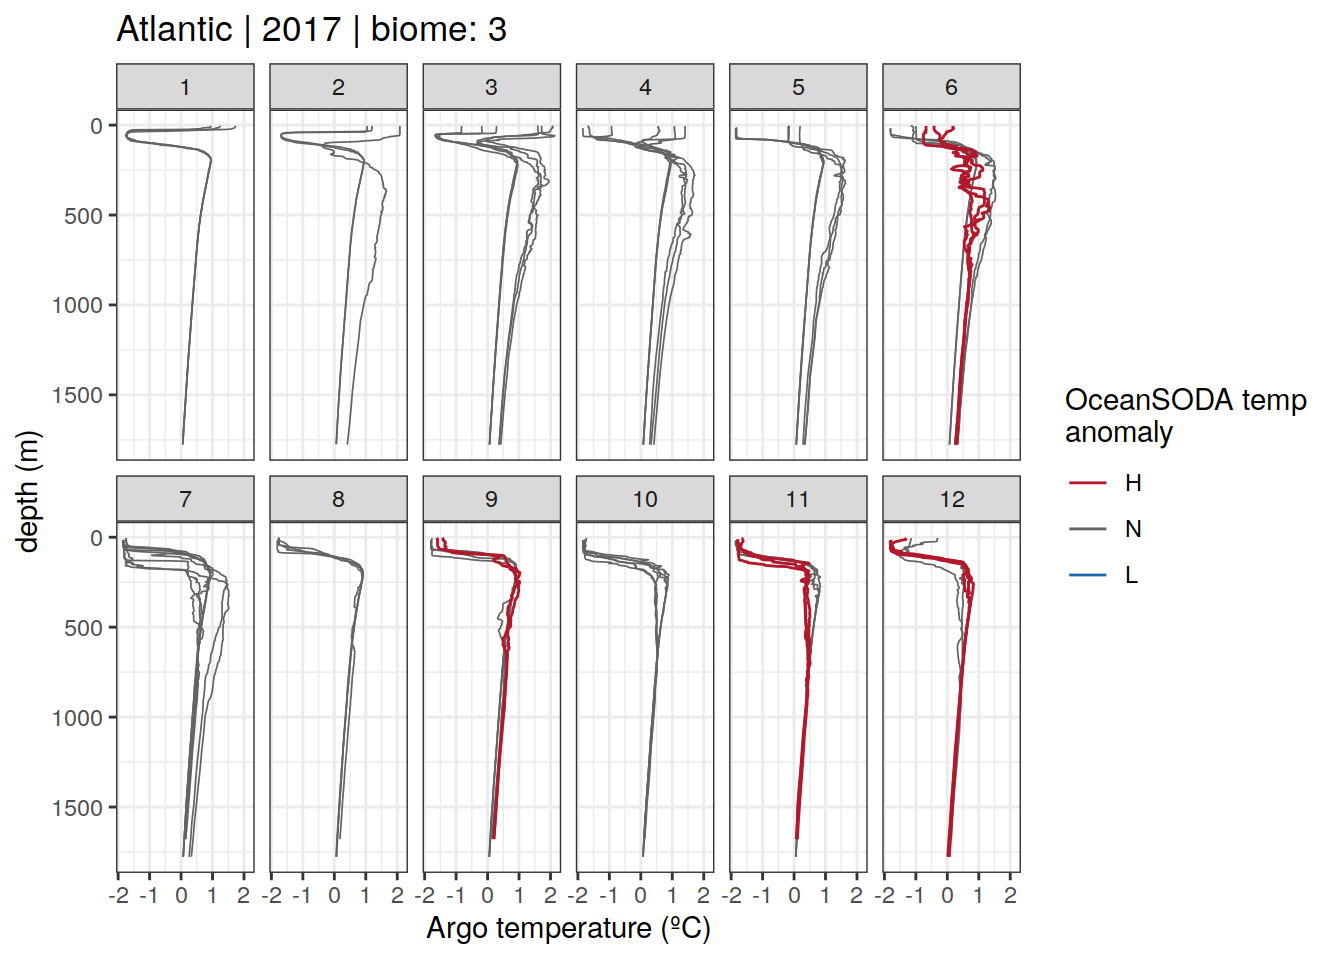 Atlantic | 2017 | biome: 3
1 2 3 4 5 6
0
500
1000
1500
depth (m)
7 8 9 10 11 12
0
500
1000
1500
-2 -1 0 1 2 -2 -1 0 1 2 -2 -1 0 1 2 -2 -1 0 1 2 -2 -1 0 1 2 -2 -1 0 1 2
Argo temperature (ºC)
OceanSODA temp
anomaly
H
N
L